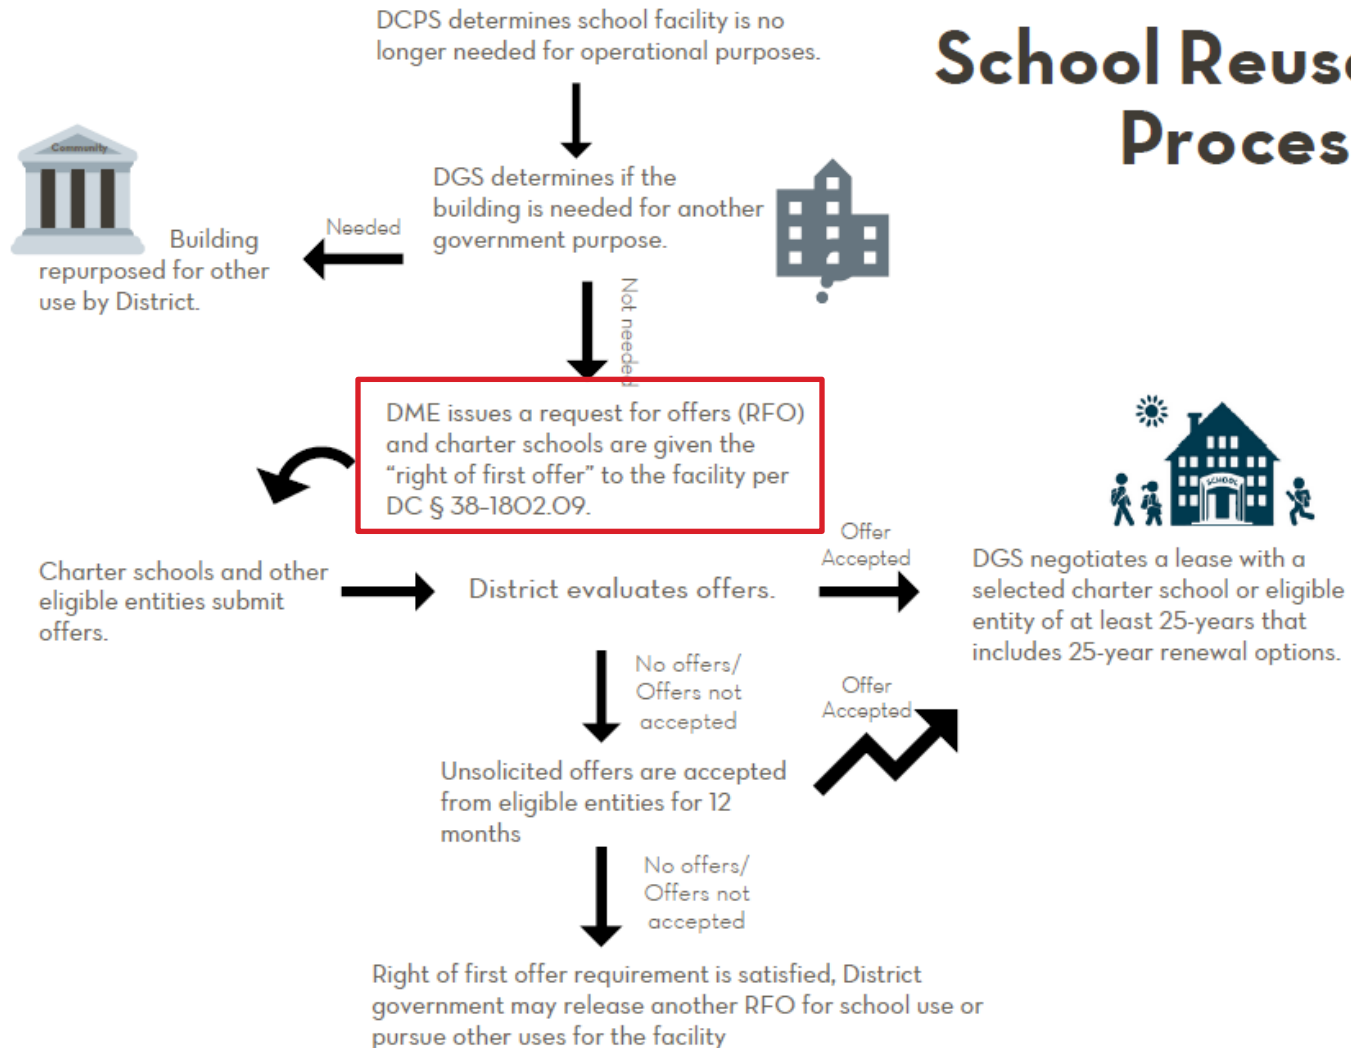 DCPS determines school facility is no
longer needed for operational purposes.
School Reuse
Proces
Community
DGS determines if the
building is needed for another
government purpose.
Needed
Building
repurposed for other
use by District.
Not needed
DME issues a request for offers (RFO)
and charter schools are given the
“right of first offer” to the facility per
DC § 38-1802.09.
SCHOOL
Charter schools and other
eligible entities submit
offers.
District evaluates offers.
Offer
Accepted
DGS negotiates a lease with a
selected charter school or eligible
entity of at least 25-years that
includes 25-year renewal options.
No offers/
Offers not
accepted
Offer
Accepted
Unsolicited offers are accepted
from eligible entities for 12
months
No offers/
Offers not
accepted
Right of first offer requirement is satisfied, District
government may release another RFO for school use or
pursue other uses for the facility